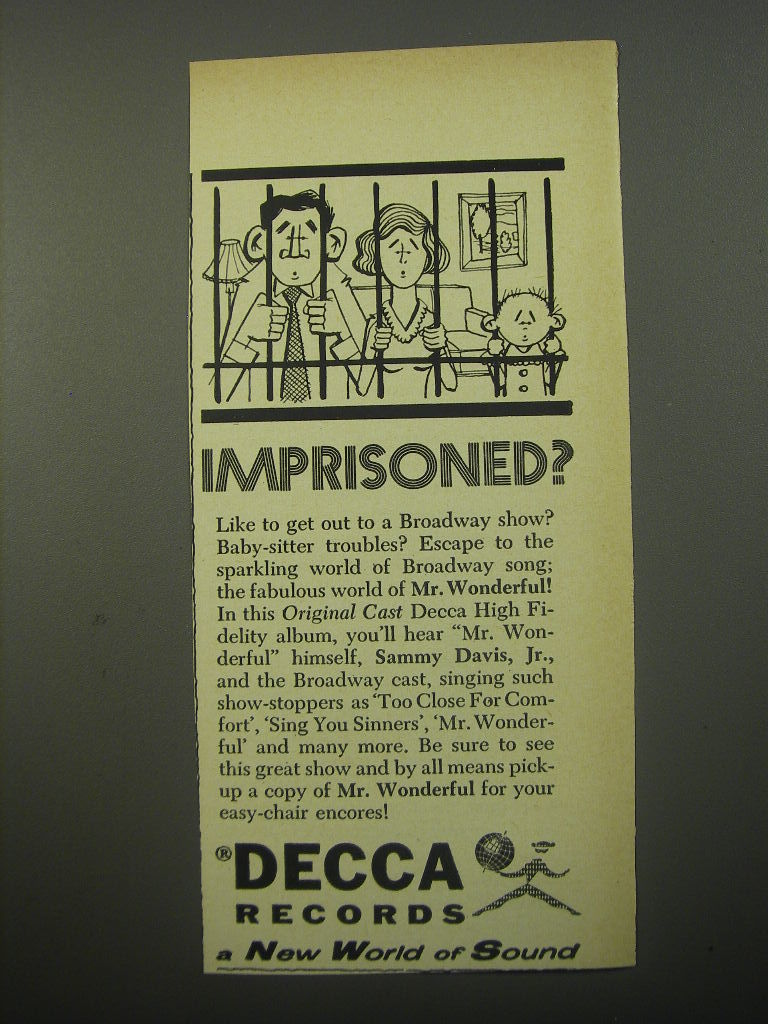 IMPRISONED?
Like to get out to a Broadway show?
Baby-sitter troubles? Escape to the
sparkling world of Broadway song;
the fabulous world of Mr. Wonderful!
In this Original Cast Decca High Fi-
delity album, you'll hear "Mr. Won-
derful" himself, Sammy Davis, Jr.,
and the Broadway cast, singing such
show-stoppers as 'Too Close For Com-
fort', 'Sing You Sinners', 'Mr. Wonder-
ful' and many more. Be sure to see
this great show and by all means pick-
up a copy of Mr. Wonderful for your
easy-chair encores!
® DECCA
RECORDS
a New World of Sound